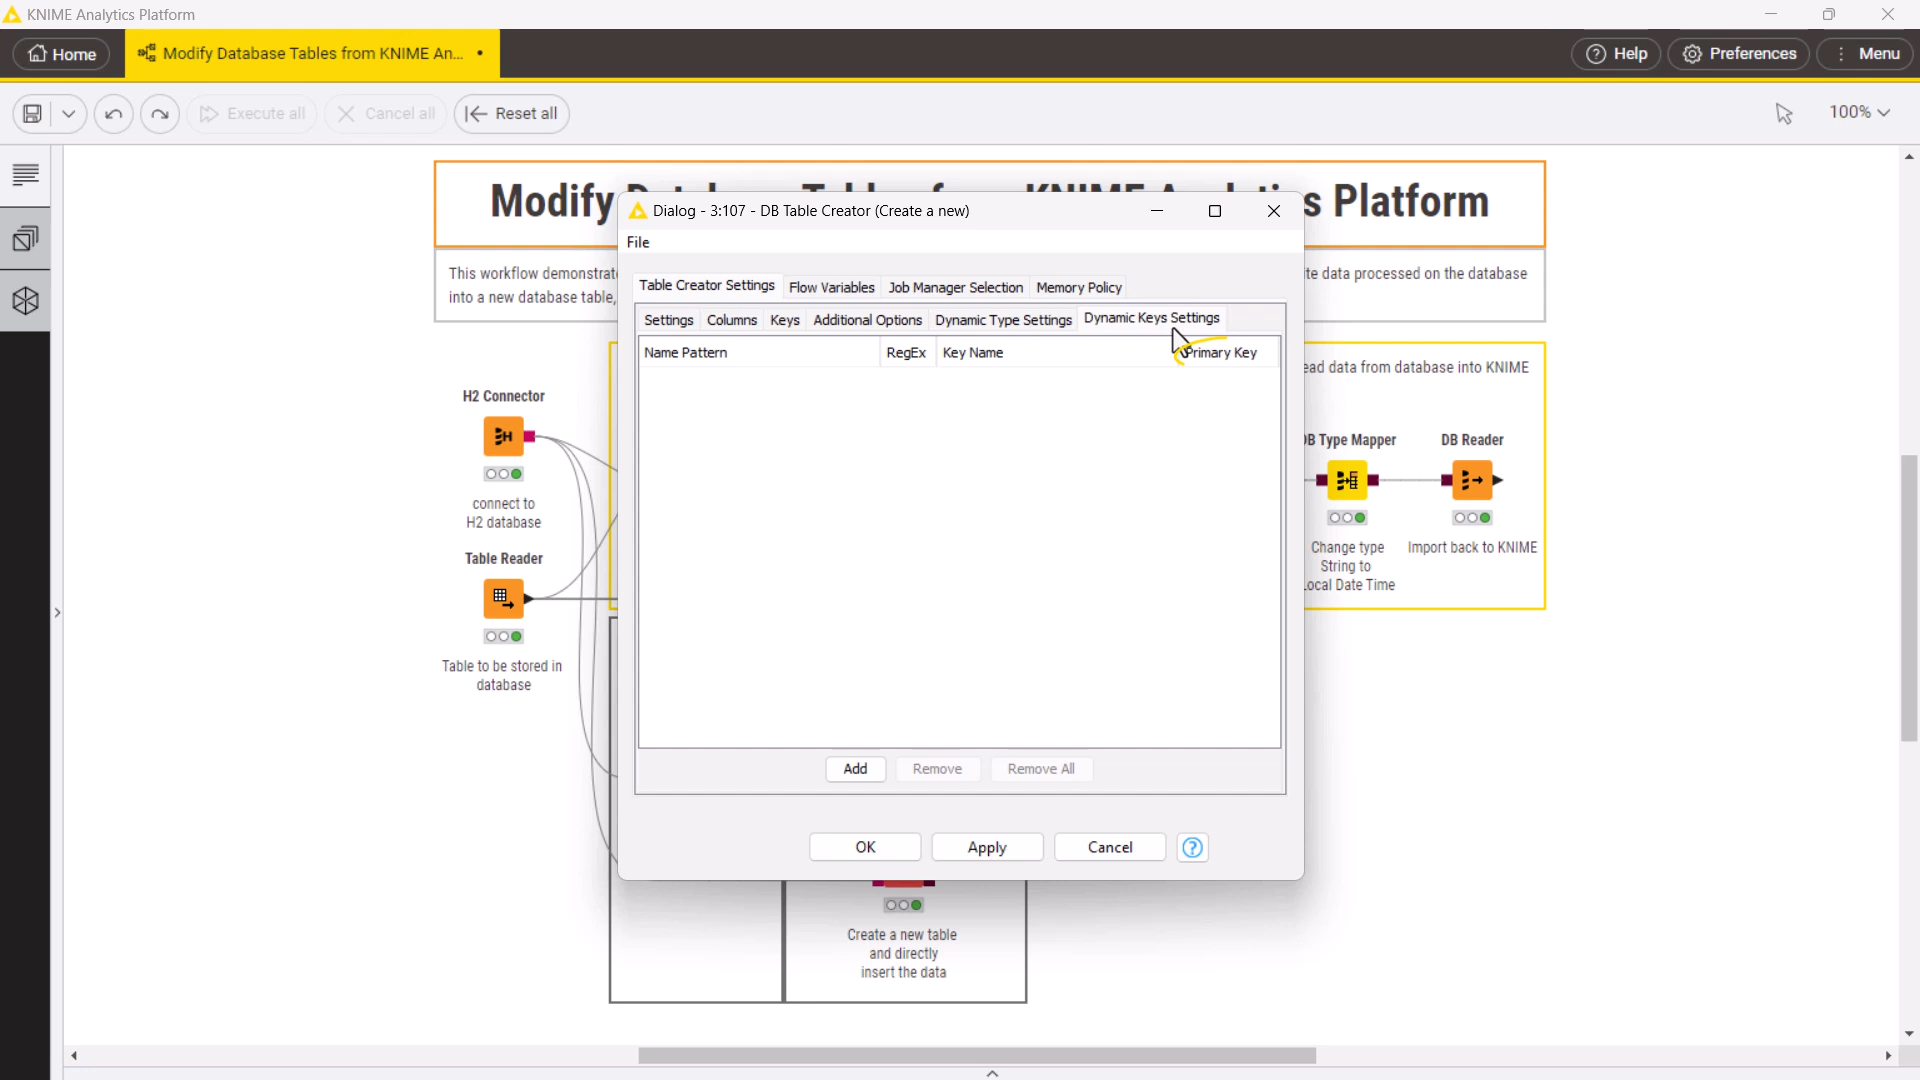 KNIME Analytics Platform
Home
Modify Database Tables from KNIME An... •
Help
Preferences
Menu
Execute all
Cancel all
Reset all
100%
Modify
s Platform
This workflow demonstrat
te data processed on the database
into a new database table,
Dialog - 3:107 - DB Table Creator (Create a new)
File
Table Creator Settings
Flow Variables
Job Manager Selection
Memory Policy
Settings
Columns
Keys
Additional Options
Dynamic Type Settings
Dynamic Keys Settings
Name Pattern
RegEx
Key Name
Primary Key
ead data from database into KNIME
H2 Connector
connect to
H2 database
Table Reader
Table to be stored in
database
DB Type Mapper
DB Reader
Change type
String to
Local Date Time
Import back to KNIME
Add
Remove
Remove All
OK
Apply
Cancel
Create a new table
and directly
insert the data